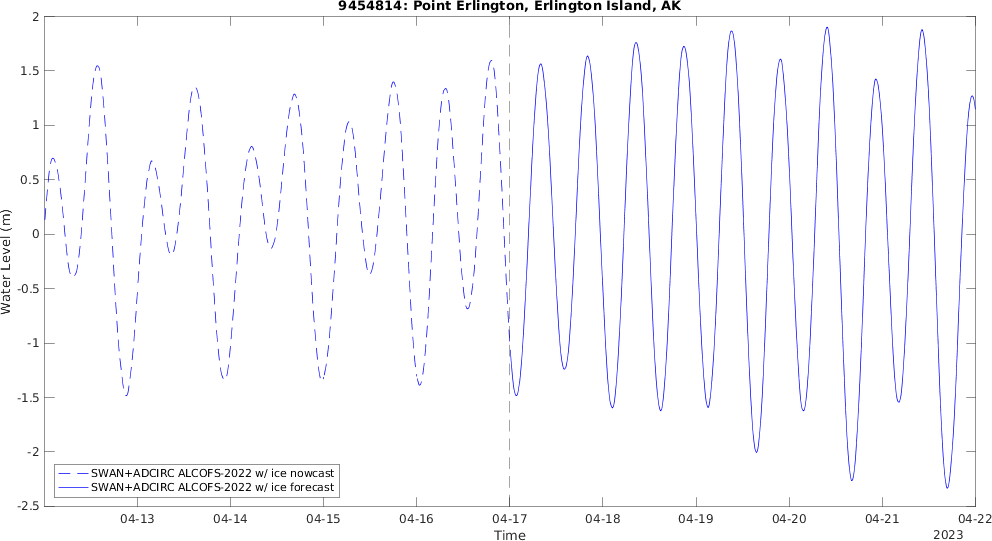 9454814: Point Erlington, Erlington Island, AK
2
1.5
1
0.5
0
-0.5
-1
-1.5
-2
-2.5
Water Level (m)
SWAN+ADCIRC ALCOFS-2022 w/ ice nowcast
SWAN+ADCIRC ALCOFS-2022 w/ ice forecast
04-13 04-14 04-15 04-16 04-17 04-18 04-19 04-20 04-21 04-22
Time
2023